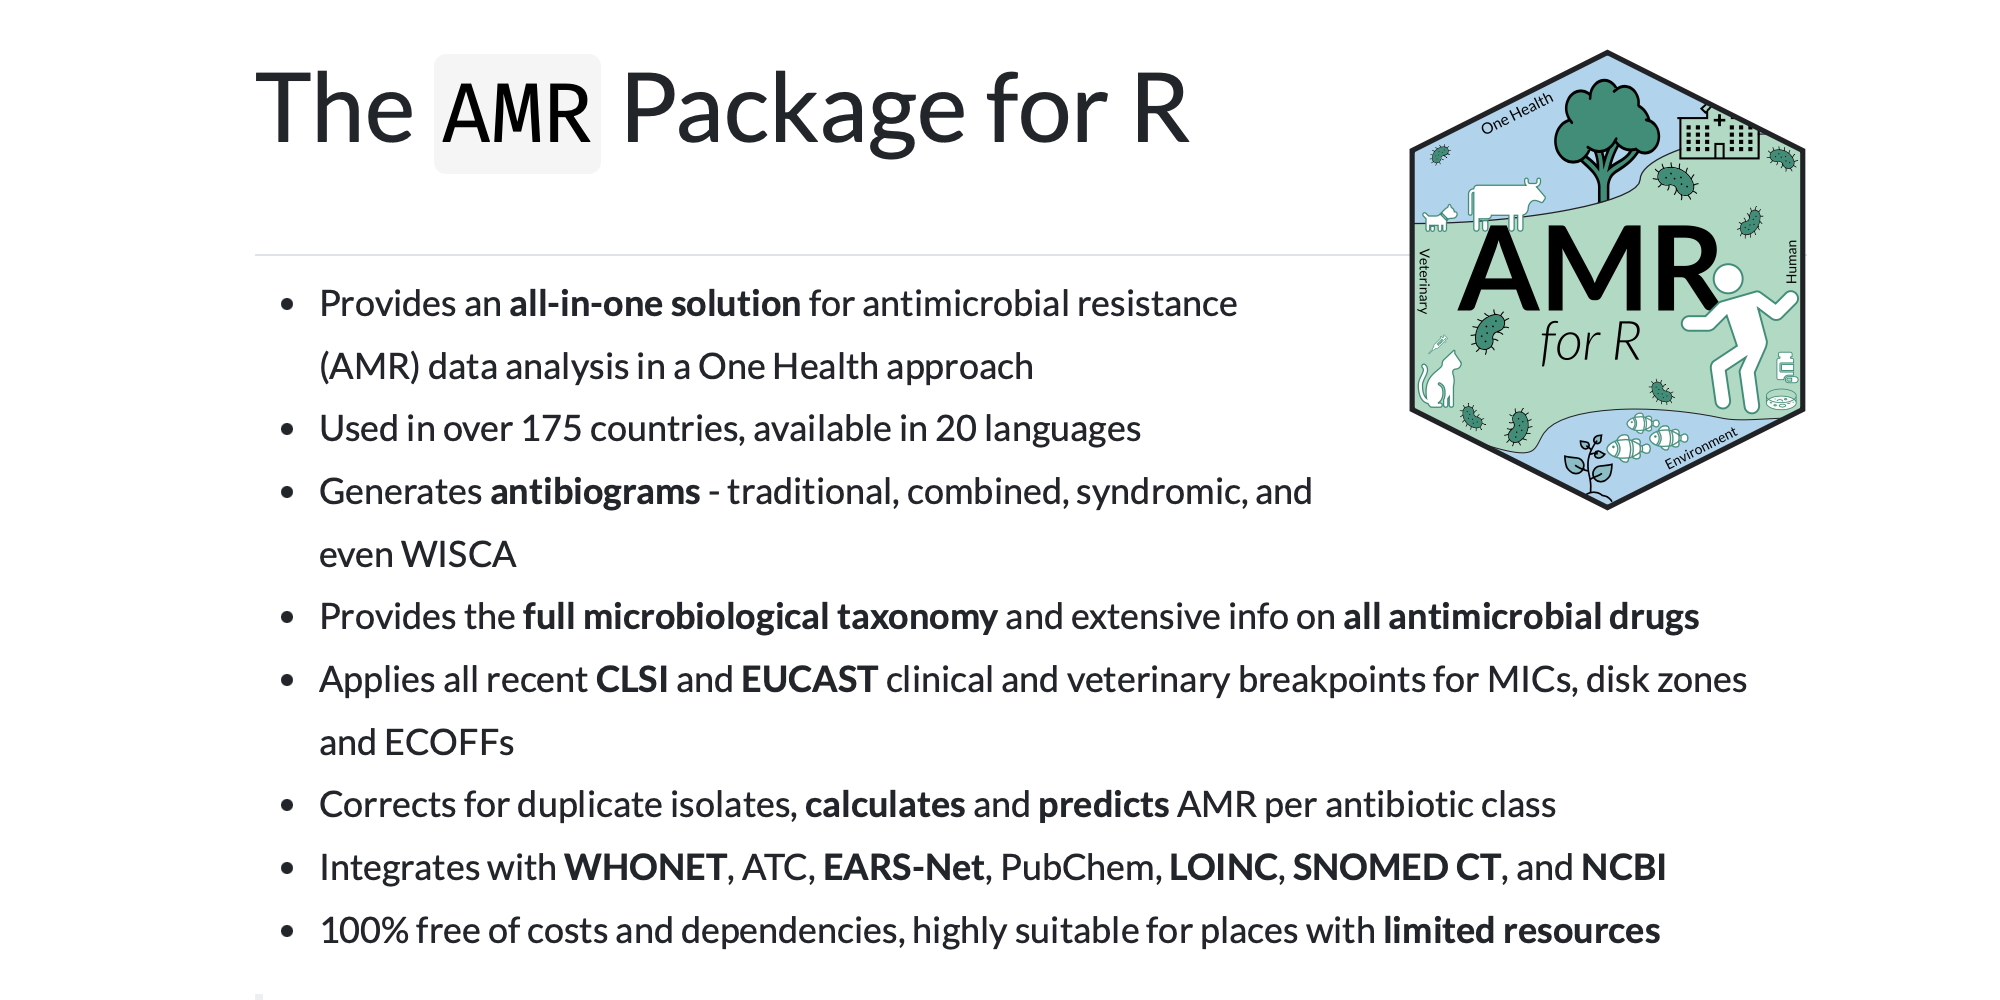 The AMR Package for R
One Health
AMR
for R
Veterinary
Human
Environment
• Provides an all-in-one solution for antimicrobial resistance
(AMR) data analysis in a One Health approach
• Used in over 175 countries, available in 20 languages
• Generates antibiograms - traditional, combined, syndromic, and
even WISCA
• Provides the full microbiological taxonomy and extensive info on all antimicrobial drugs
• Applies all recent CLSI and EUCAST clinical and veterinary breakpoints for MICs, disk zones
and ECOFFs
• Corrects for duplicate isolates, calculates and predicts AMR per antibiotic class
• Integrates with WHONET, ATC, EARS-Net, PubChem, LOINC, SNOMED CT, and NCBI
• 100% free of costs and dependencies, highly suitable for places with limited resources